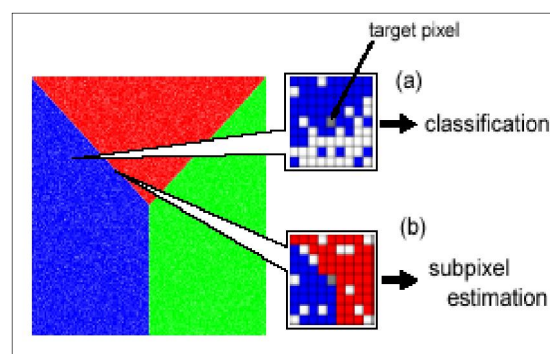 target pixel
(a)
classification
(b)
subpixel
estimation